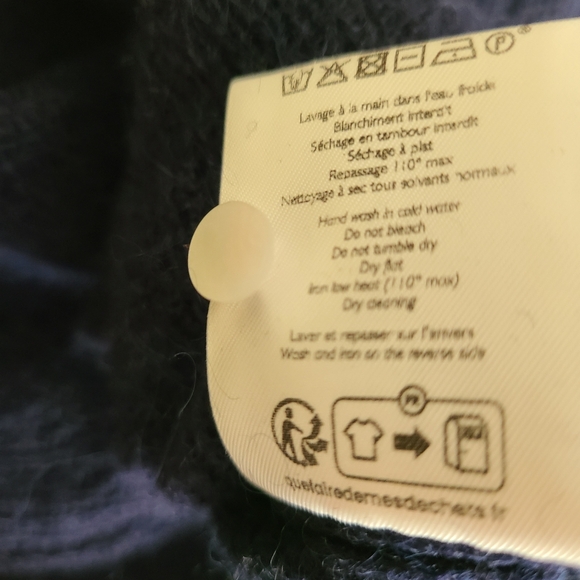 P
Lavage à la main dans l'eau froide
Blanchiment interdit
Séchage en tambour interdit
Séchage à plat
Repassage 110° max
Nettoyage à sec tour solvants normaux
Hand wash in cold water
Do not bleach
Do not tumble dry
Dry flat
Iron low heat (110° max)
Dry cleaning
Laver et repasser sur l'envers
Wash and iron on the reverse side
FR
quefairedemesdechets.fr